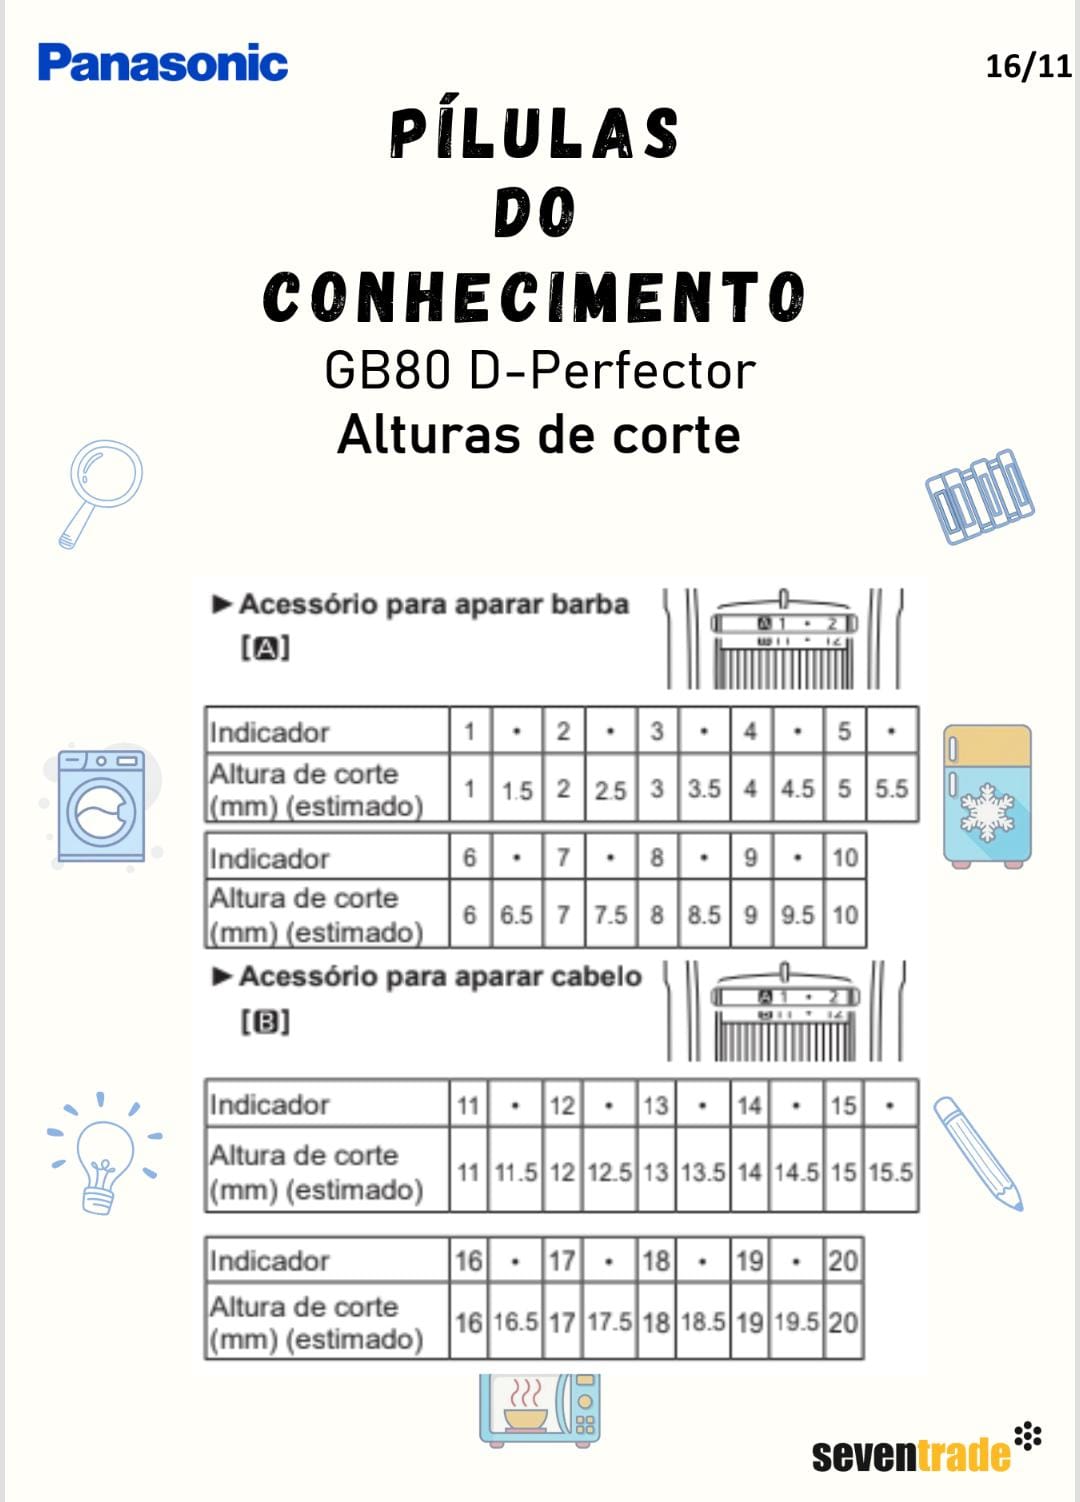 Panasonic
16/11
PÍLULAS
DO
CONHECIMENTO
GB80 D-Perfector
Alturas de corte
►Acessório para aparar barba
[A]
A 1 • 2
Indicador 1 • 2 • 3 • 4 • 5 •
Altura de corte
(mm) (estimado) 1 1.5 2 2.5 3 3.5 4 4.5 5 5.5
Indicador 6 • 7 • 8 • 9 • 10
Altura de corte
(mm) (estimado) 6 6.5 7 7.5 8 8.5 9 9.5 10
►Acessório para aparar cabelo
[B]
A 1 • 2
Indicador 11 • 12 • 13 • 14 • 15 •
Altura de corte
(mm) (estimado) 11 11.5 12 12.5 13 13.5 14 14.5 15 15.5
Indicador 16 • 17 • 18 • 19 • 20
Altura de corte
(mm) (estimado) 16 16.5 17 17.5 18 18.5 19 19.5 20
seventrade